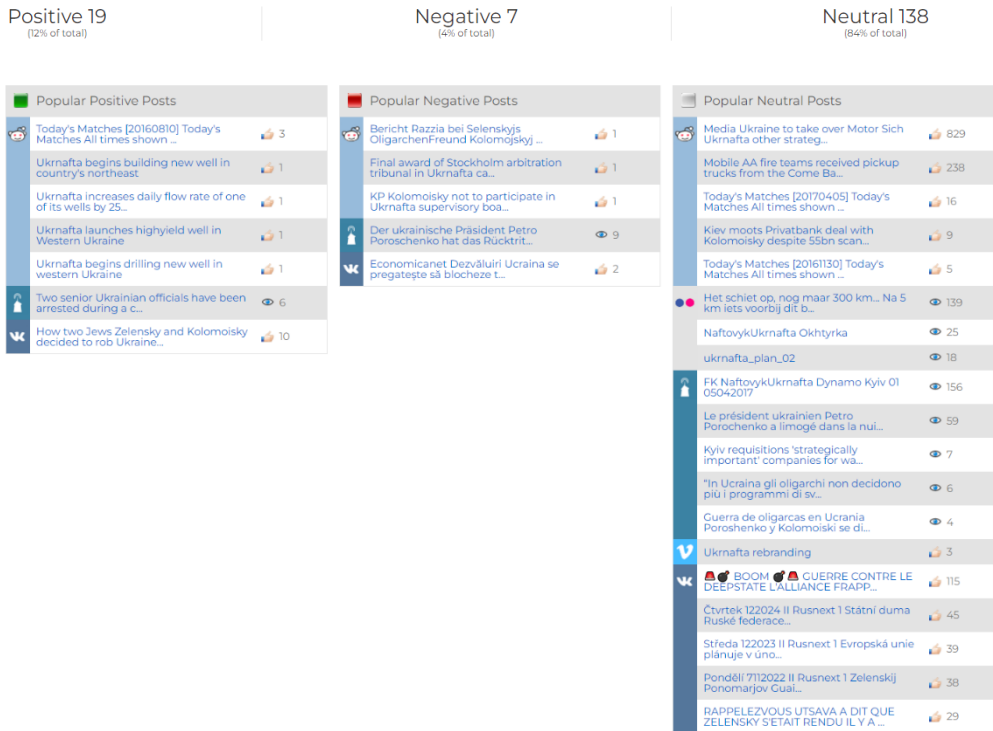 Positive 19
(12% of total)
Negative 7
(4% of total)
Neutral 138
(84% of total)
Popular Positive Posts
Today's Matches [20160810] Today's
Matches All times shown ...
3
Ukrnafta begins building new well in
country's northeast
1
Ukrnafta increases daily flow rate of one
of its wells by 25...
1
Ukrnafta launches highyield well in
Western Ukraine
1
Ukrnafta begins drilling new well in
western Ukraine
1
Two senior Ukrainian officials have been
arrested during a c...
6
How two Jews Zelensky and Kolomoisky
decided to rob Ukraine...
10
Popular Negative Posts
Bericht Razzia bei Selenskyjs
OligarchenFreund Kolomojskyj ...
1
Final award of Stockholm arbitration
tribunal in Ukrnafta ca...
1
KP Kolomoisky not to participate in
Ukrnafta supervisory boa...
1
Der ukrainische Präsident Petro
Poroschenko hat das Rücktrit...
9
Economicanet Dezvăluiri Ucraina se
pregatește să blocheze t...
2
Popular Neutral Posts
Media Ukraine to take over Motor Sich
Ukrnafta other strateg...
829
Mobile AA fire teams received pickup
trucks from the Come Ba...
238
Today's Matches [20170405] Today's
Matches All times shown ...
16
Kiev moots Privatbank deal with
Kolomoisky despite 55bn scan...
9
Today's Matches [20161130] Today's
Matches All times shown ...
5
Het schiet op, nog maar 300 km... Na 5
km iets voorbij dit b...
139
NaftovykUkrnafta Okhtyrka
25
ukrnafta_plan_02
18
FK NaftovykUkrnafta Dynamo Kyiv 01
05042017
156
Le président ukrainien Petro
Porochenko a limogé dans la nui...
59
Kyiv requisitions 'strategically
important' companies for wa...
7
"In Ucraina gli oligarchi non decidono
più i programmi di sv...
6
Guerra de oligarcas en Ucrania
Poroshenko y Kolomoiski se di...
4
Ukrnafta rebranding
3
🚨💣 BOOM 💣🚨 GUERRE CONTRE LE
DEEPSTATE L'ALLIANCE FRAPP...
115
Čtvrtek 122024 II Rusnext 1 Státní duma
Ruské federace...
45
Středa 122023 II Rusnext 1 Evropská unie
plánuje v úno...
39
Pondělí 7112022 II Rusnext 1 Zelenskij
Ponomarjov Guai...
38
RAPPELEZVOUS UTSAVA A DIT QUE
ZELENSKY S'ETAIT RENDU IL Y A ...
29